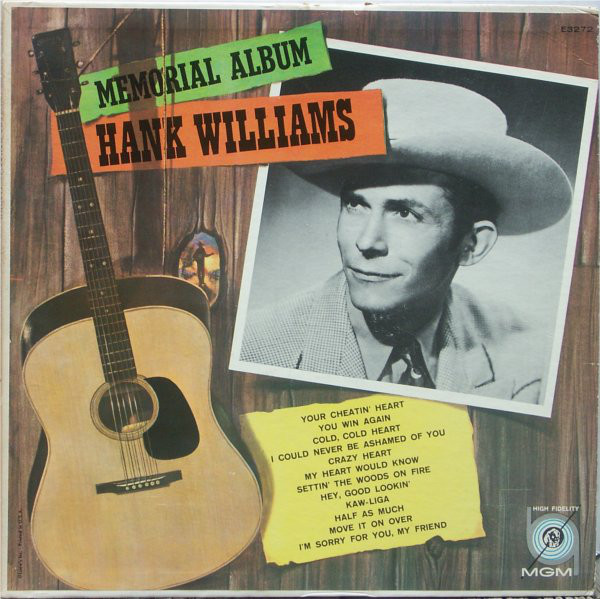 E3272
MEMORIAL ALBUM
HANK WILLIAMS
YOUR CHEATIN' HEART
YOU WIN AGAIN
COLD, COLD HEART
I COULD NEVER BE ASHAMED OF YOU
CRAZY HEART
MY HEART WOULD KNOW
SETTIN' THE WOODS ON FIRE
HEY, GOOD LOOKIN'
KAW-LIGA
HALF AS MUCH
MOVE IT ON OVER
I'M SORRY FOR YOU, MY FRIEND
HIGH FIDELITY
MGM
Printed in U.S.A.